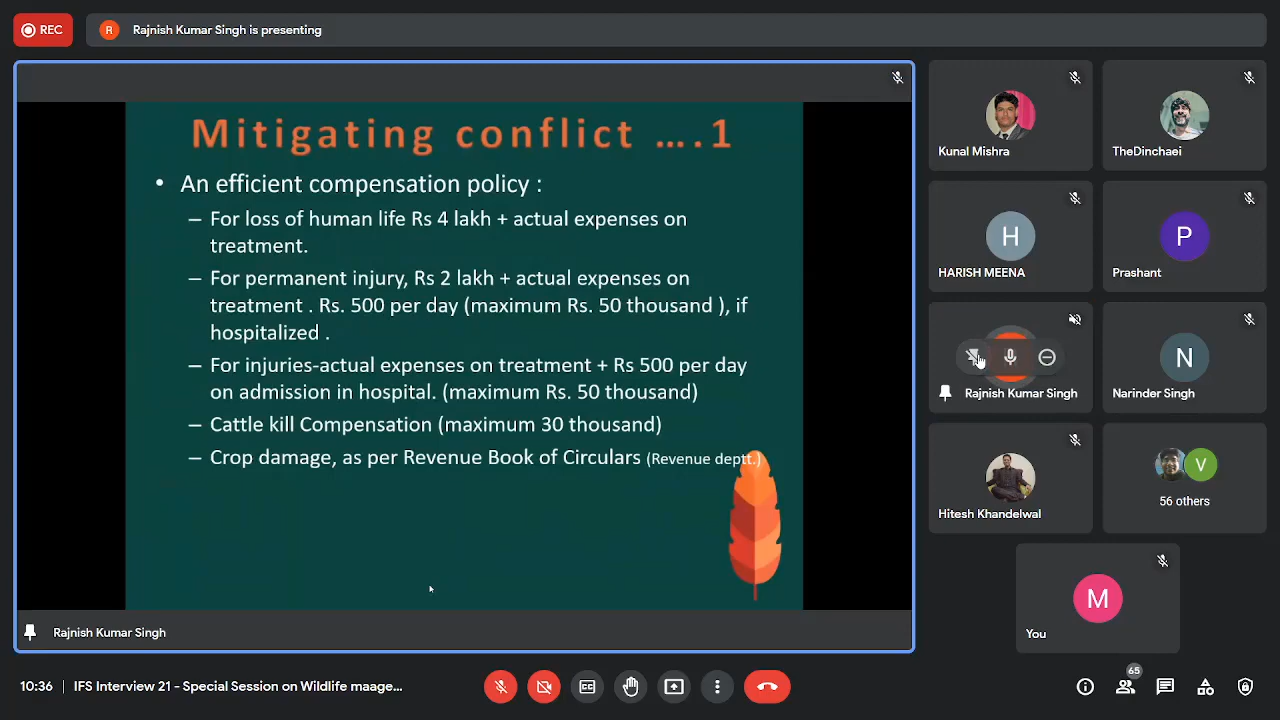 REC
R
Rajnish Kumar Singh is presenting
Mitigating conflict ….1
• An efficient compensation policy :
– For loss of human life Rs 4 lakh + actual expenses on
treatment.
– For permanent injury, Rs 2 lakh + actual expenses on
treatment . Rs. 500 per day (maximum Rs. 50 thousand ), if
hospitalized .
– For injuries-actual expenses on treatment + Rs 500 per day
on admission in hospital. (maximum Rs. 50 thousand)
– Cattle kill Compensation (maximum 30 thousand)
– Crop damage, as per Revenue Book of Circulars (Revenue deptt.)
Rajnish Kumar Singh
Kunal Mishra
TheDinchaei
H
HARISH MEENA
P
Prashant
Rajnish Kumar Singh
N
Narinder Singh
Hitesh Khandelwal
V
56 others
M
You
10:36 | IFS Interview 21 - Special Session on Wildlife maage...
CC
65